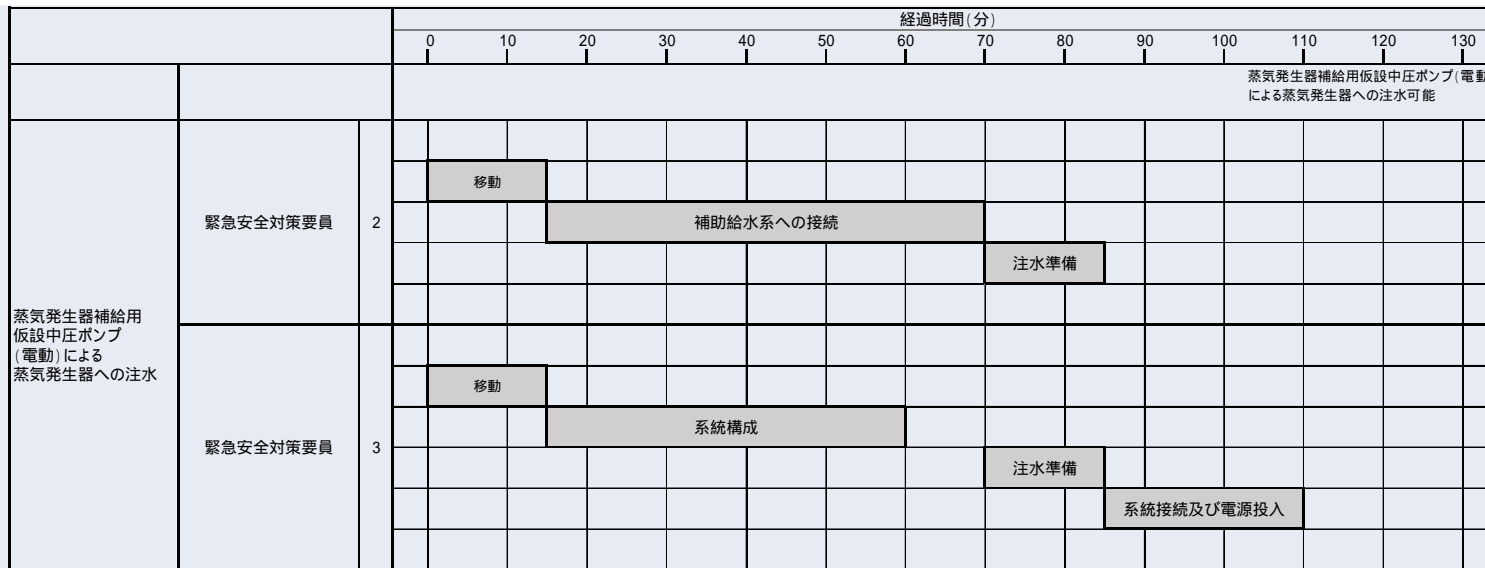 経過時間(分)
0 10 20 30 40 50 60 70 80 90 100 110 120 130
蒸気発生器補給用仮設中圧ポンプ(電動
による蒸気発生器への注水可能
移動
緊急安全対策要員 2 補助給水系への接続
注水準備
蒸気発生器補給用
仮設中圧ポンプ
(電動)による
蒸気発生器への注水
移動
系統構成
緊急安全対策要員 3
注水準備
系統接続及び電源投入